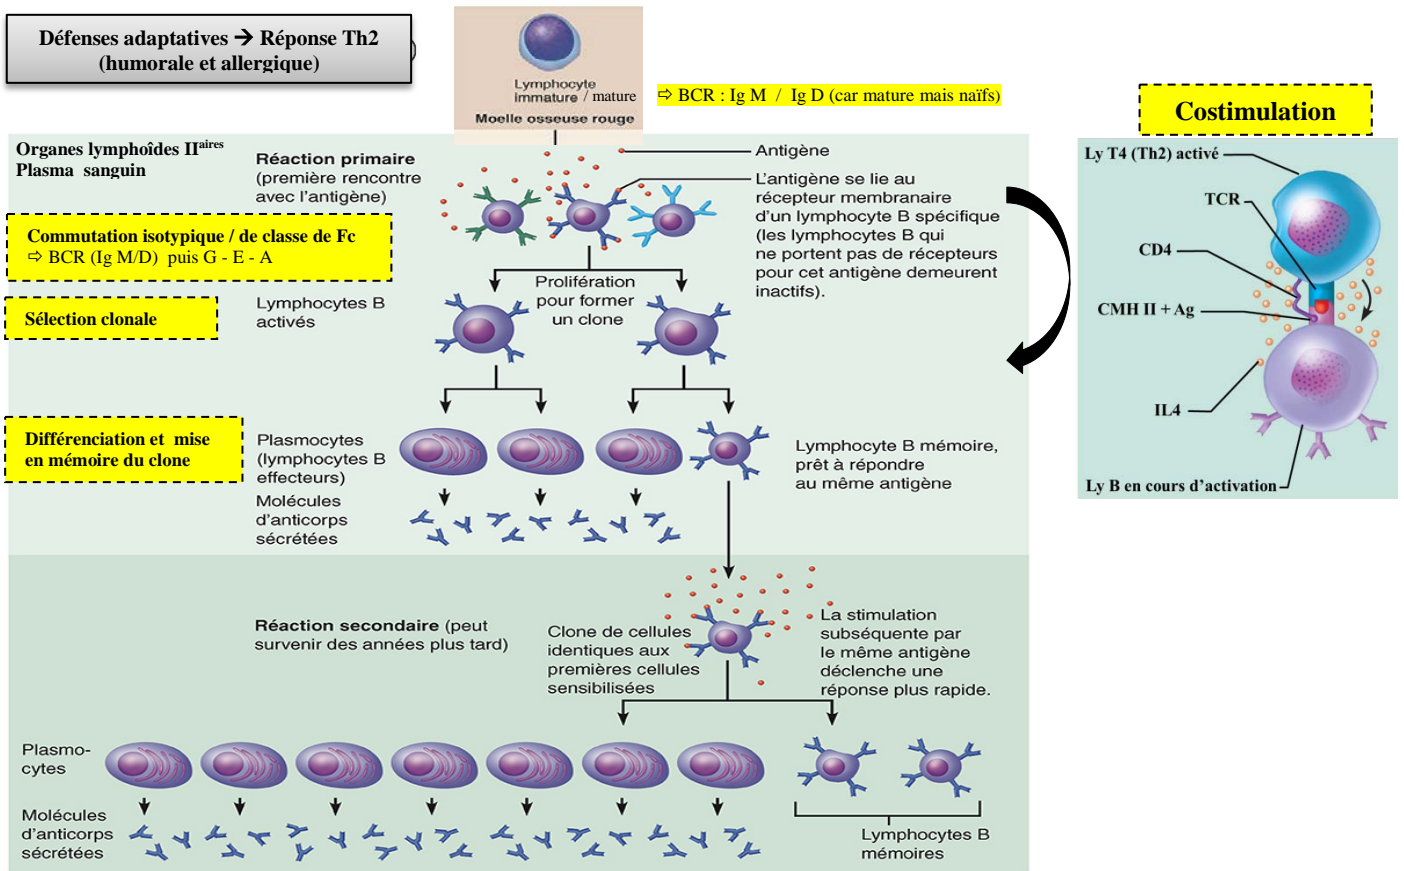 Défenses adaptatives ➔ Réponse Th2
(humorale et allergique)
Lymphocyte
immature / mature
Moelle osseuse rouge
⇨ BCR : Ig M / Ig D (car mature mais naïfs)
Costimulation
Organes lymphoîdes IIaires
Plasma sanguin
Réaction primaire
(première rencontre
avec l'antigène)
Antigène
L'antigène se lie au
récepteur membranaire
d'un lymphocyte B spécifique
(les lymphocytes B qui
ne portent pas de récepteurs
pour cet antigène demeurent
inactifs).
Commutation isotypique / de classe de Fc
⇨ BCR (Ig M/D) puis G - E - A
Prolifération
pour former
un clone
Sélection clonale
Lymphocytes B
activés
Différenciation et mise
en mémoire du clone
Plasmocytes
(lymphocytes B
effecteurs)
Lymphocyte B mémoire,
prêt à répondre
au même antigène
Molécules
d'anticorps
sécrétées
Ly T4 (Th2) activé
TCR
CD4
CMH II + Ag
IL4
Ly B en cours d'activation
Réaction secondaire (peut
survenir des années plus tard)
Clone de cellules
identiques aux
premières cellules
sensibilisées
La stimulation
subséquente par
le même antigène
déclenche une
réponse plus rapide.
Plasmo-
cytes
Molécules
d'anticorps
sécrétées
Lymphocytes B
mémoires